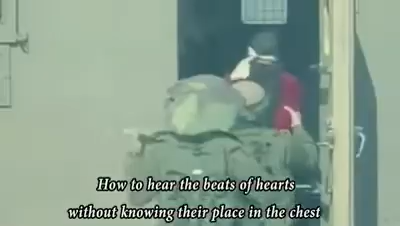 How to hear the beats of hearts
without knowing their place in the chest